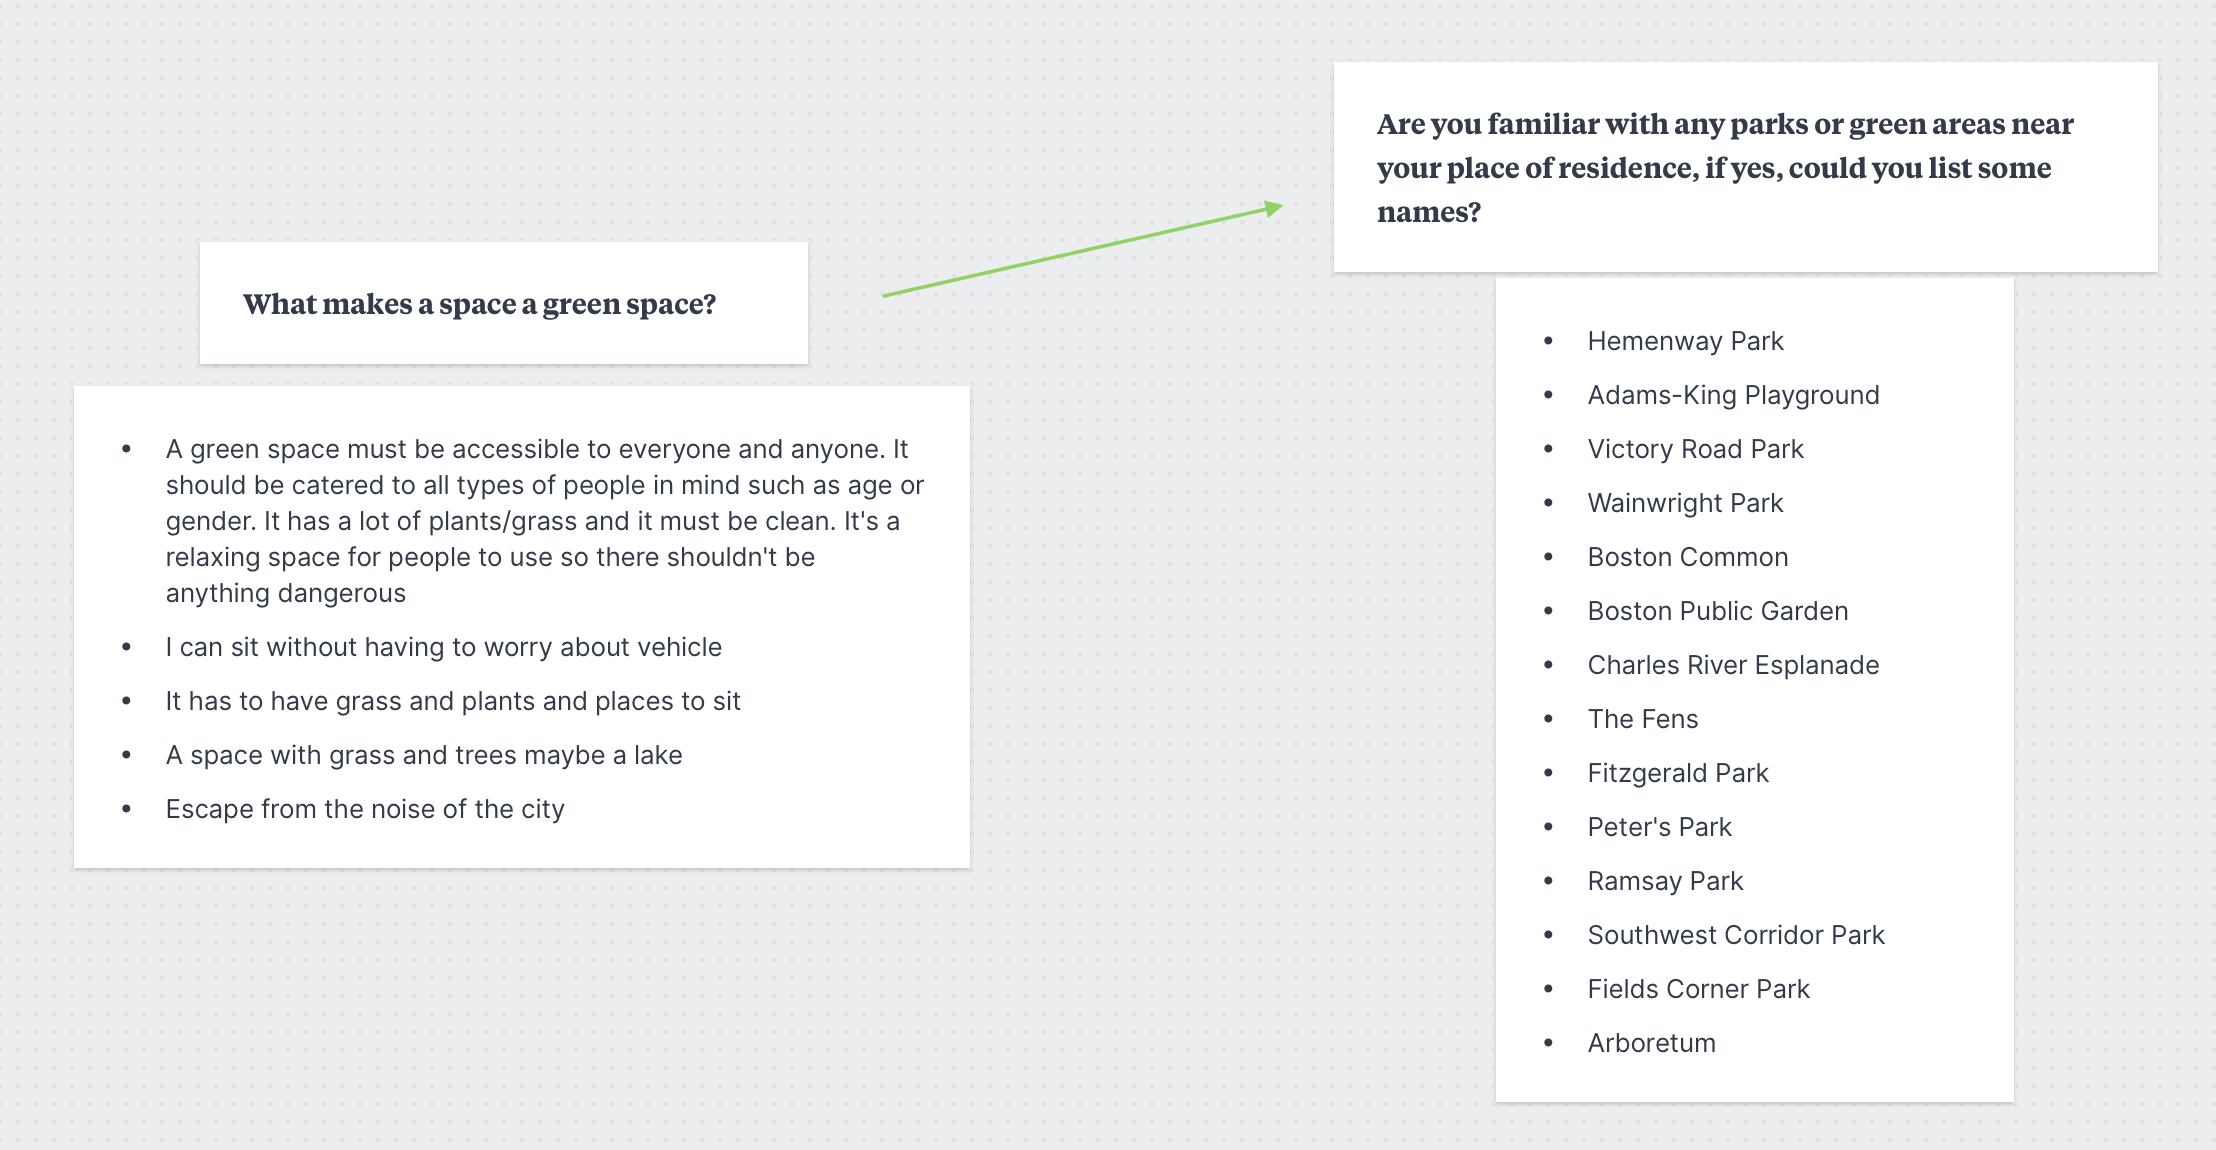 What makes a space a green space?
• A green space must be accessible to everyone and anyone. It
should be catered to all types of people in mind such as age or
gender. It has a lot of plants/grass and it must be clean. It's a
relaxing space for people to use so there shouldn't be
anything dangerous
• I can sit without having to worry about vehicle
• It has to have grass and plants and places to sit
• A space with grass and trees maybe a lake
• Escape from the noise of the city
Are you familiar with any parks or green areas near
your place of residence, if yes, could you list some
names?
• Hemenway Park
• Adams-King Playground
• Victory Road Park
• Wainwright Park
• Boston Common
• Boston Public Garden
• Charles River Esplanade
• The Fens
• Fitzgerald Park
• Peter's Park
• Ramsay Park
• Southwest Corridor Park
• Fields Corner Park
• Arboretum